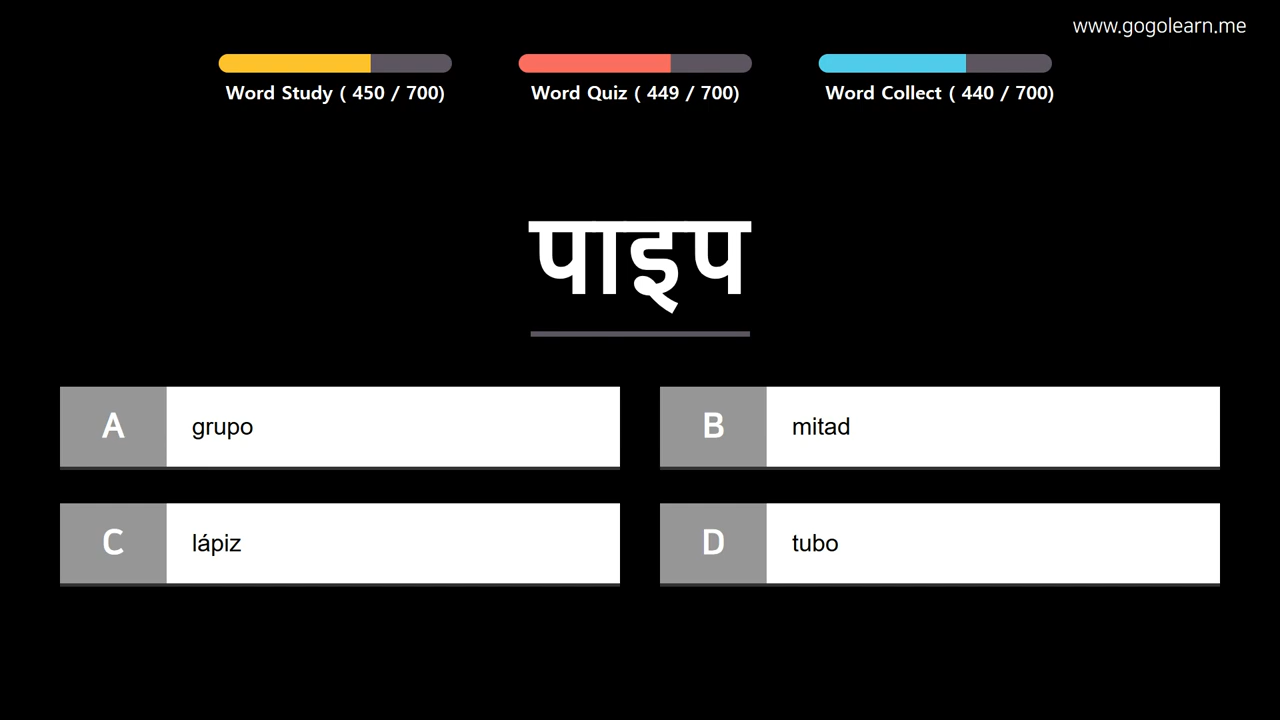 www.gogolearn.me
Word Study ( 450 / 700)
Word Quiz ( 449 / 700)
Word Collect ( 440 / 700)
पाइप
A grupo
B mitad
C lápiz
D tubo